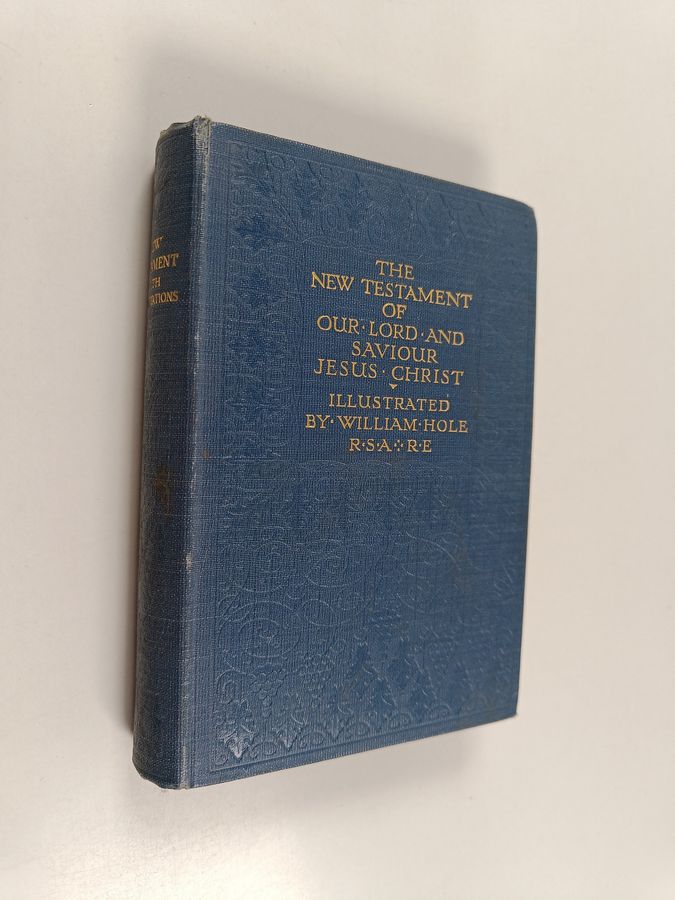 THE
NEW TESTAMENT
OF
OUR·LORD·AND
SAVIOUR
JESUS·CHRIST
ILLUSTRATED
BY·WILLIAM·HOLE
R·S·A⁘R·E